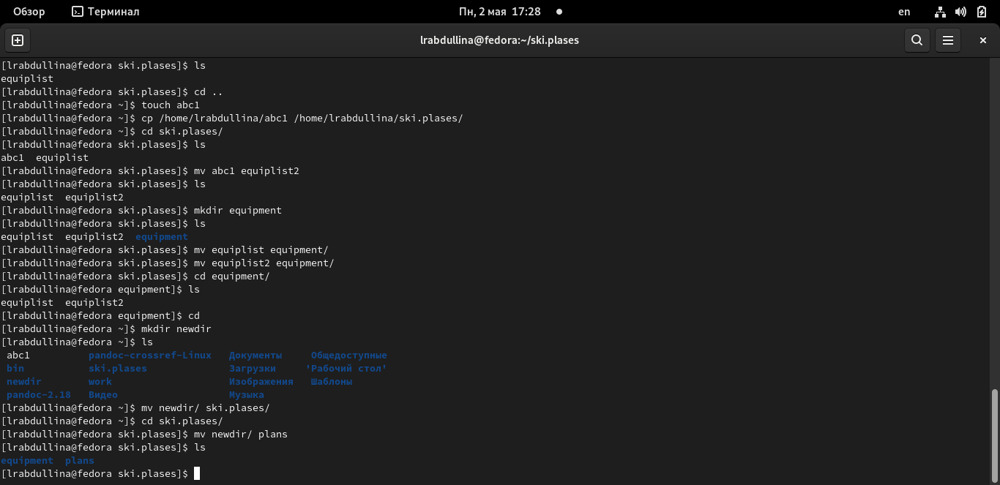 Обзор Терминал Пн, 2 мая 17:28 en
lrabdullina@fedora:~/ski.plases
[lrabdullina@fedora ski.plases]$ ls
equiplist
[lrabdullina@fedora ski.plases]$ cd ..
[lrabdullina@fedora ~]$ touch abc1
[lrabdullina@fedora ~]$ cp /home/lrabdullina/abc1 /home/lrabdullina/ski.plases/
[lrabdullina@fedora ~]$ cd ski.plases/
[lrabdullina@fedora ski.plases]$ ls
abc1  equiplist
[lrabdullina@fedora ski.plases]$ mv abc1 equiplist2
[lrabdullina@fedora ski.plases]$ ls
equiplist  equiplist2
[lrabdullina@fedora ski.plases]$ mkdir equipment
[lrabdullina@fedora ski.plases]$ ls
equiplist  equiplist2  equipment
[lrabdullina@fedora ski.plases]$ mv equiplist equipment/
[lrabdullina@fedora ski.plases]$ mv equiplist2 equipment/
[lrabdullina@fedora ski.plases]$ cd equipment/
[lrabdullina@fedora equipment]$ ls
equiplist  equiplist2
[lrabdullina@fedora equipment]$ cd
[lrabdullina@fedora ~]$ mkdir newdir
[lrabdullina@fedora ~]$ ls
 abc1          pandoc-crossref-Linux   Документы     Общедоступные
 bin           ski.plases              Загрузки     'Рабочий стол'
 newdir        work                    Изображения   Шаблоны
 pandoc-2.18   Видео                   Музыка
[lrabdullina@fedora ~]$ mv newdir/ ski.plases/
[lrabdullina@fedora ~]$ cd ski.plases/
[lrabdullina@fedora ski.plases]$ mv newdir/ plans
[lrabdullina@fedora ski.plases]$ ls
equipment  plans
[lrabdullina@fedora ski.plases]$